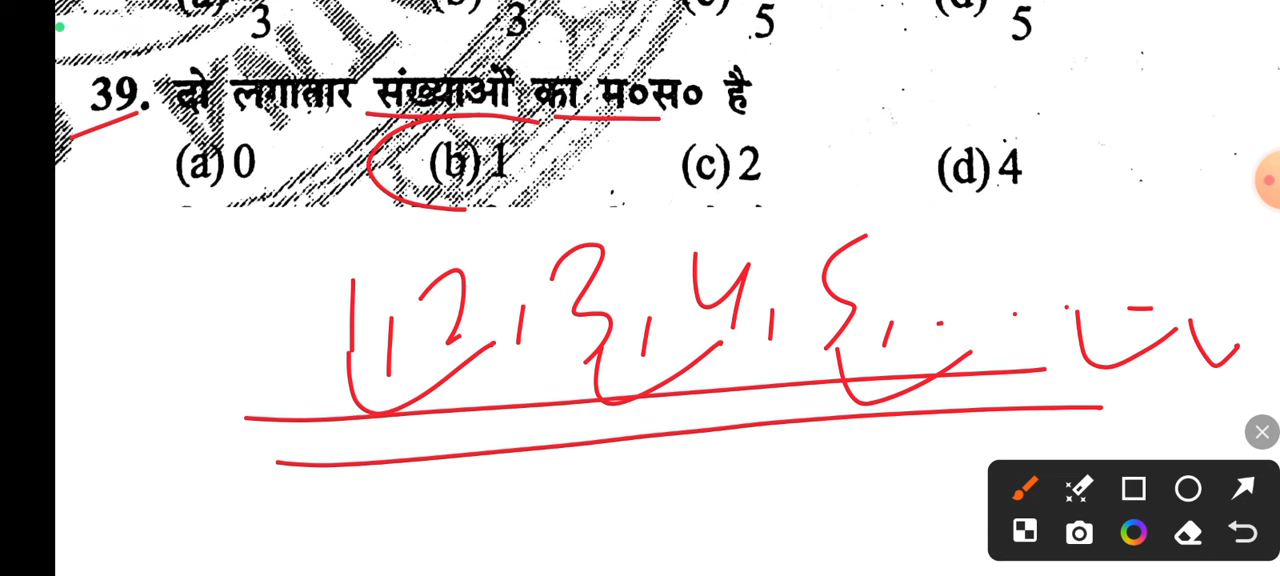 (a) 3 (b) 3 (c) 5 (d) 5
39. दो लगातार संख्याओं का म०स० है
(a) 0 (b) 1 (c) 2 (d) 4
1, 2, 3, 4, 5, . . . .